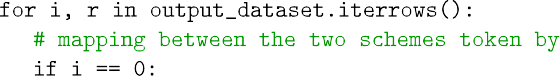 for i, r in output_dataset.iterrows():
# mapping between the two schemes token by
if i == 0: